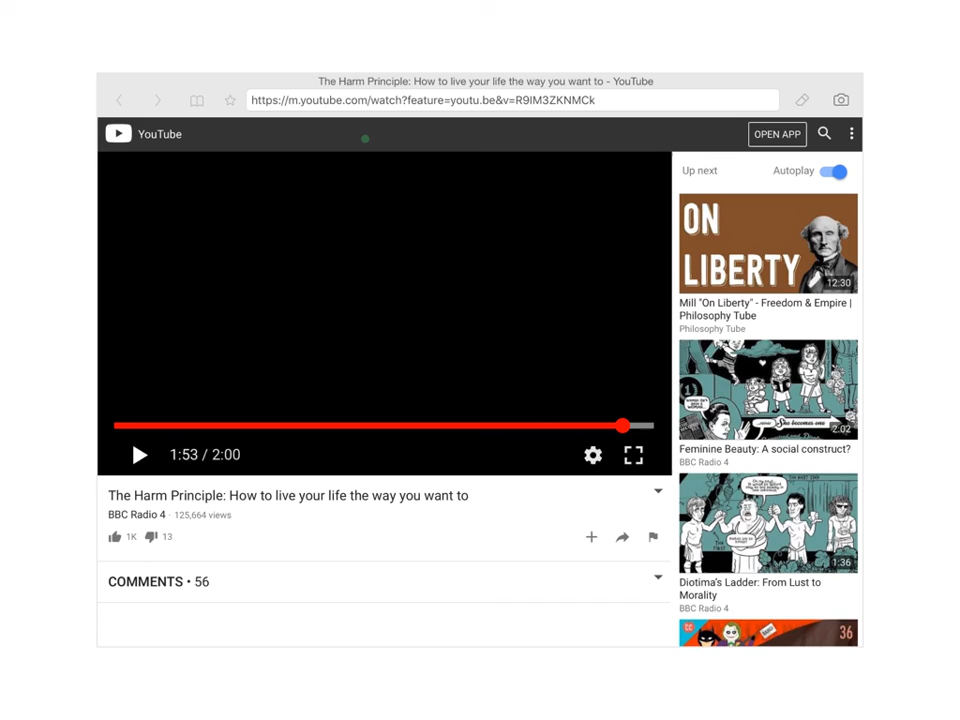 The Harm Principle: How to live your life the way you want to - YouTube
https://m.youtube.com/watch?feature=youtu.be&v=R9IM3ZKNMCk
YouTube
OPEN APP
1:53 / 2:00
The Harm Principle: How to live your life the way you want to
BBC Radio 4 · 125,664 views
1K 13
COMMENTS • 56
Up next Autoplay
ON
LIBERTY
12:30
Mill "On Liberty" - Freedom & Empire |
Philosophy Tube
Philosophy Tube
She becomes one
2:02
Feminine Beauty: A social construct?
BBC Radio 4
1:36
Diotima's Ladder: From Lust to
Morality
BBC Radio 4
CC
36